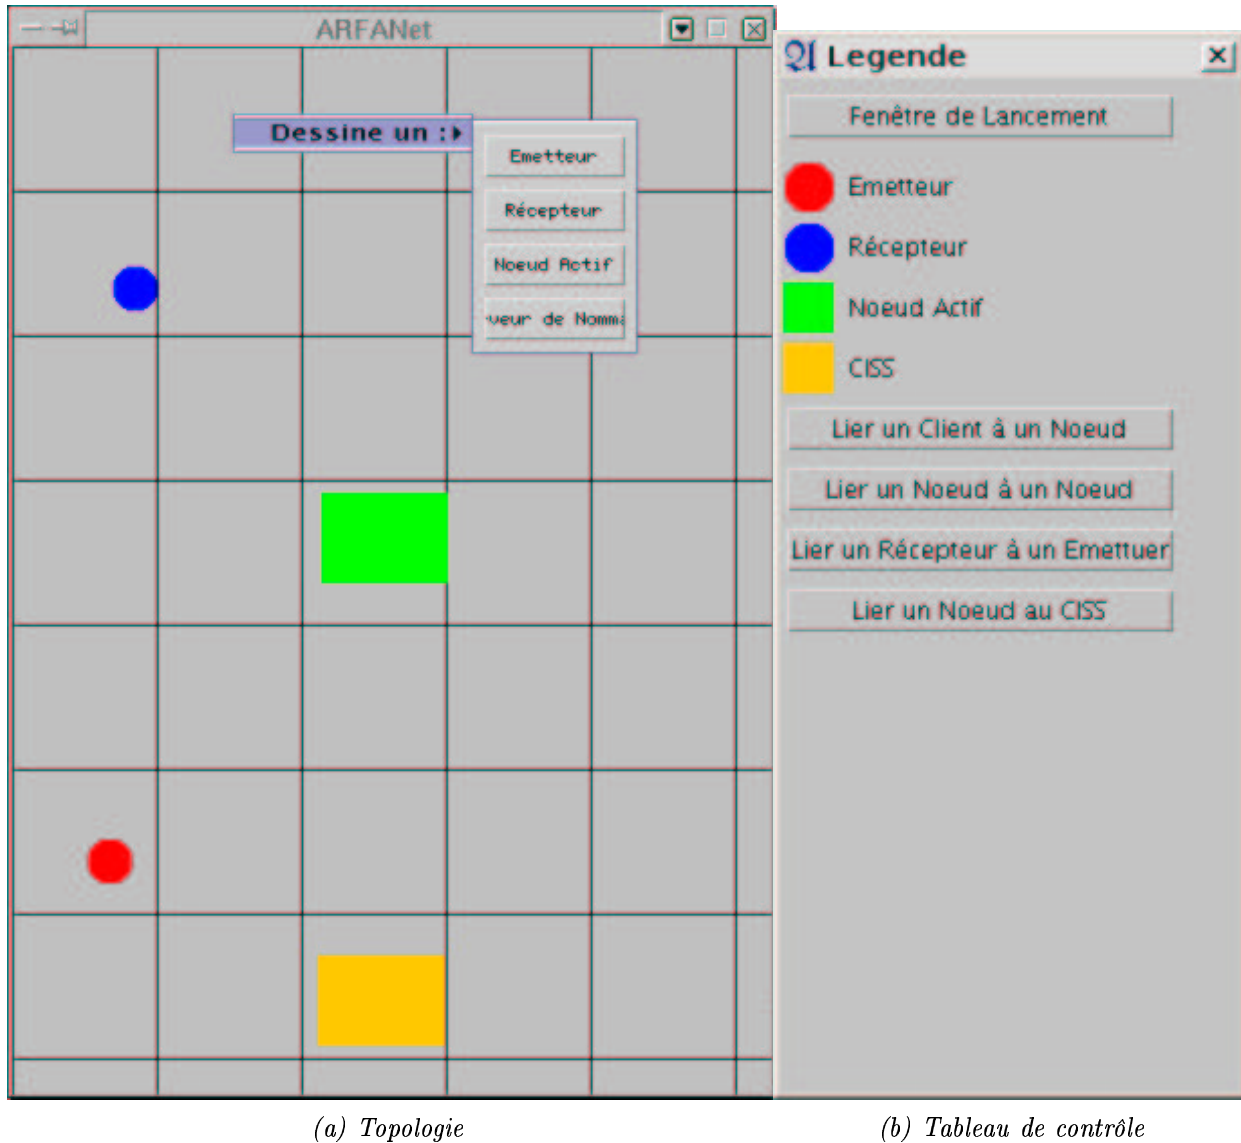 ARFANet
Dessine un :
Emetteur
Récepteur
Noeud Actif
veur de Nomm
Legende
Fenêtre de Lancement
Emetteur
Récepteur
Noeud Actif
CISS
Lier un Client à un Noeud
Lier un Noeud à un Noeud
Lier un Récepteur à un Emettuer
Lier un Noeud au CISS
(a) Topologie
(b) Tableau de contrôle